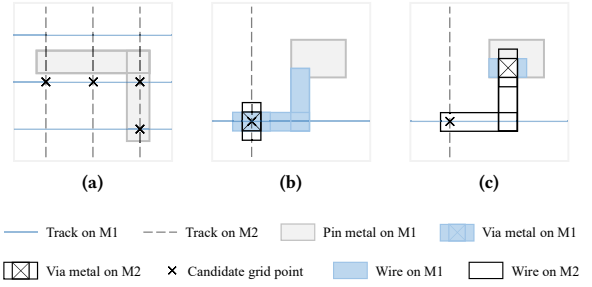 (a) (b) (c)
Track on M1 Track on M2 Pin metal on M1 Via metal on M1
Via metal on M2 Candidate grid point Wire on M1 Wire on M2